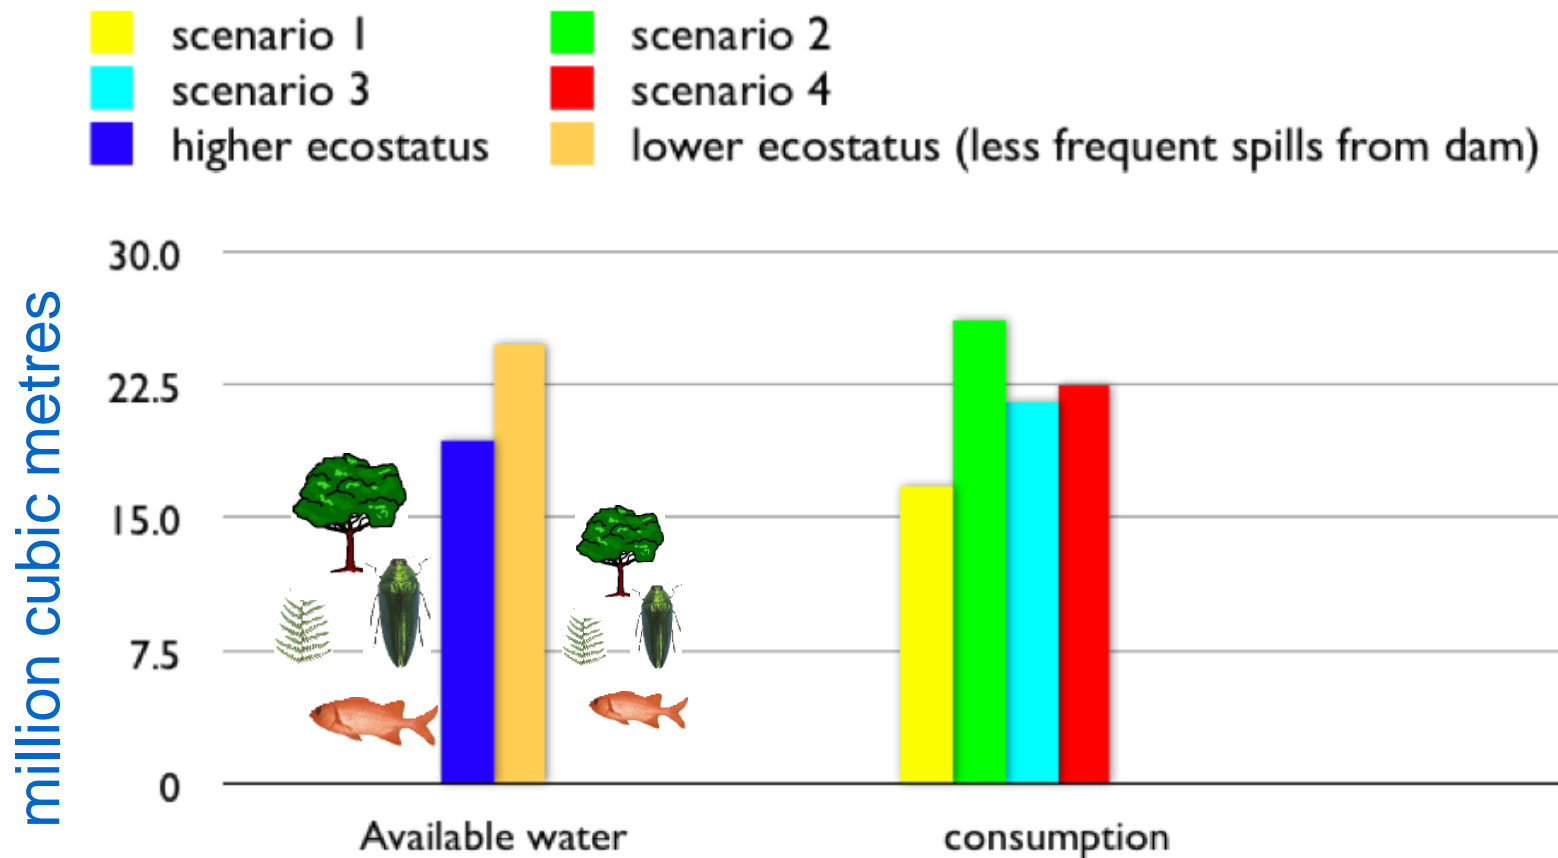 scenario 1 scenario 2
scenario 3 scenario 4
higher ecostatus lower ecostatus (less frequent spills from dam)
million cubic metres
30.0
22.5
15.0
7.5
0
Available water consumption